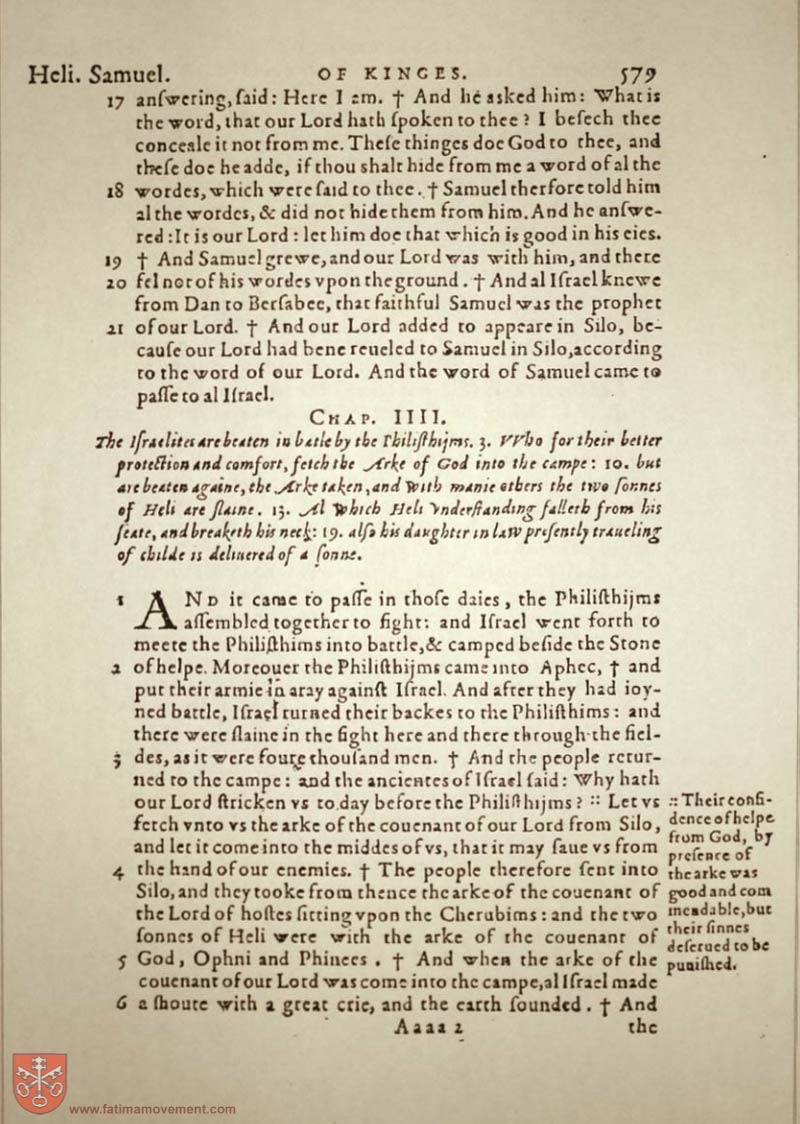 Heli. Samuel. OF KINGES. 579
17 anſwering, ſaid: Here I am. † And he asked him: What is
the word, that our Lord hath ſpoken to thee? I beſech thee
conceale it not from me. Theſe thinges doe God to thee, and
theſe doe he adde, if thou shalt hide from me a word of al the
18 wordes, which were ſaid to thee. † Samuel therfore told him
al the wordes, & did not hide them from him. And he anſwe-
red: It is our Lord: let him doe that which is good in his eies.
19 † And Samuel grewe, and our Lord was with him, and there
20 fel not of his wordes vpon the ground. † And al Iſrael knewe
from Dan to Berſabee, that faithful Samuel was the prophet
21 of our Lord. † And our Lord added to appeare in Silo, be-
cauſe our Lord had bene reueled to Samuel in Silo, according
to the word of our Lord. And the word of Samuel came to
paſſe to al Iſrael.
CHAP. IIII.
The Iſraelites are beaten in batle by the Philiſthijms. 3. VVho for their better
protection and comfort, fetch the Arke of God into the campe: 10. but
are beaten againe, the Arke taken, and with manie others the two ſonnes
of Heli are ſlaine. 13. Al which Heli vnderſtanding falleth from his
ſeate, and breaketh his neck: 19. alſo his daughter in law preſently traueling
of childe is deliuered of a ſonne.
1 AND it came to paſſe in thoſe daies, the Philiſthijms
aſſembled together to fight: and Iſrael went forth to
meete the Philiſthims into battle, & camped beſide the Stone
2 of helpe. Moreouer the Philiſthijms came into Aphec, † and
put their armie in aray againſt Iſrael. And after they had ioy-
ned battle, Iſrael turned their backes to the Philiſthims: and
there were ſlaine in the fight here and there through the fiel-
3 des, as it were foure thouſand men. † And the people retur-
ned to the campe: and the ancientes of Iſrael ſaid: Why hath
our Lord ſtricken vs to day before the Philiſthijms? :: Let vs
fetch vnto vs the arke of the couenant of our Lord from Silo,
and let it come into the middes of vs, that it may ſaue vs from
4 the hand of our enemies. † The people therefore ſent into
Silo, and they tooke from thence the arke of the couenant of
the Lord of hoſtes ſitting vpon the Cherubims: and the two
ſonnes of Heli were with the arke of the couenant of
5 God, Ophni and Phinees. † And when the arke of the
couenant of our Lord was come into the campe, al Iſrael made
6 a ſhoute with a great crie, and the earth ſounded. † And
Aaaa 2 the
:: Their confi-
dence of helpe
from God, by
preſence of
the arke was
good and com
mendable, but
their ſinnes
deſerued to be
puniſhed.
www.fatimamovement.com